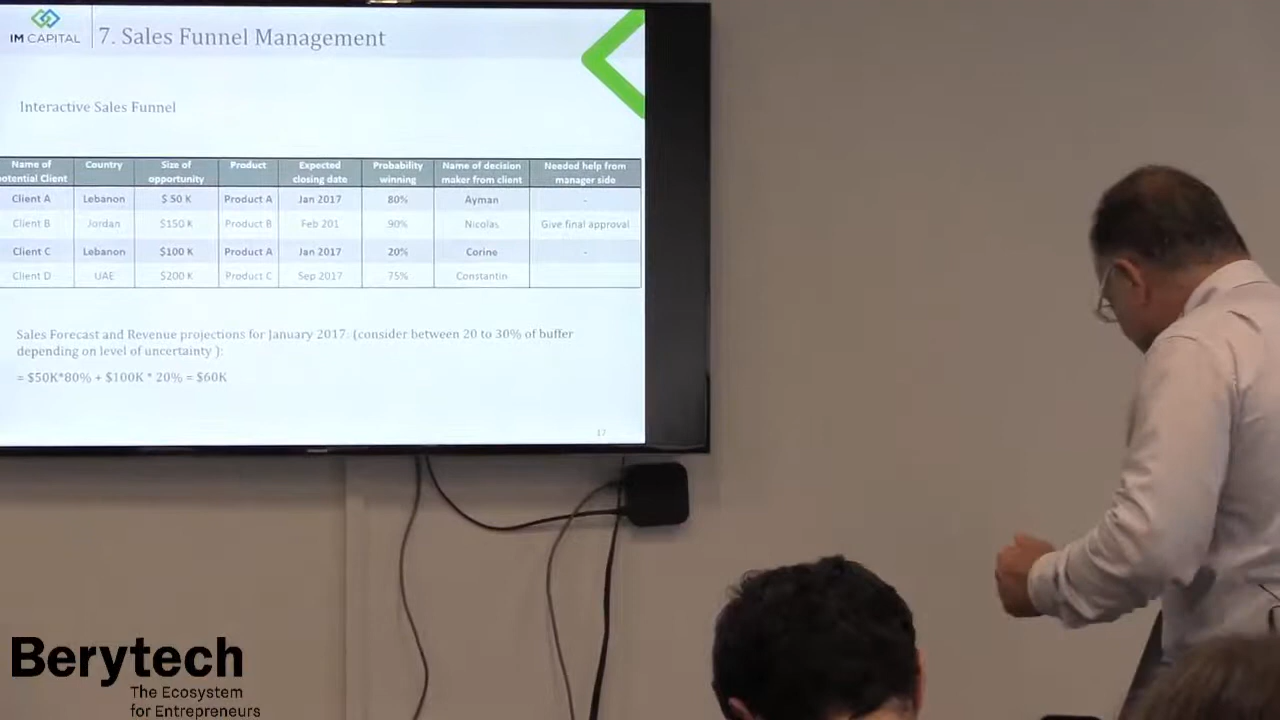 IM CAPITAL
7. Sales Funnel Management
Interactive Sales Funnel
Name of potential Client Country Size of opportunity Product Expected closing date Probability winning Name of decision maker from client Needed help from manager side
Client A Lebanon $ 50 K Product A Jan 2017 80% Ayman -
Client B Jordan $150 K Product B Feb 201 90% Nicolas Give final approval
Client C Lebanon $100 K Product A Jan 2017 20% Corine -
Client D UAE $200 K Product C Sep 2017 75% Constantin
Sales Forecast and Revenue projections for January 2017: (consider between 20 to 30% of buffer
depending on level of uncertainty ):
= $50K*80% + $100K * 20% = $60K
17
Berytech
The Ecosystem
for Entrepreneurs